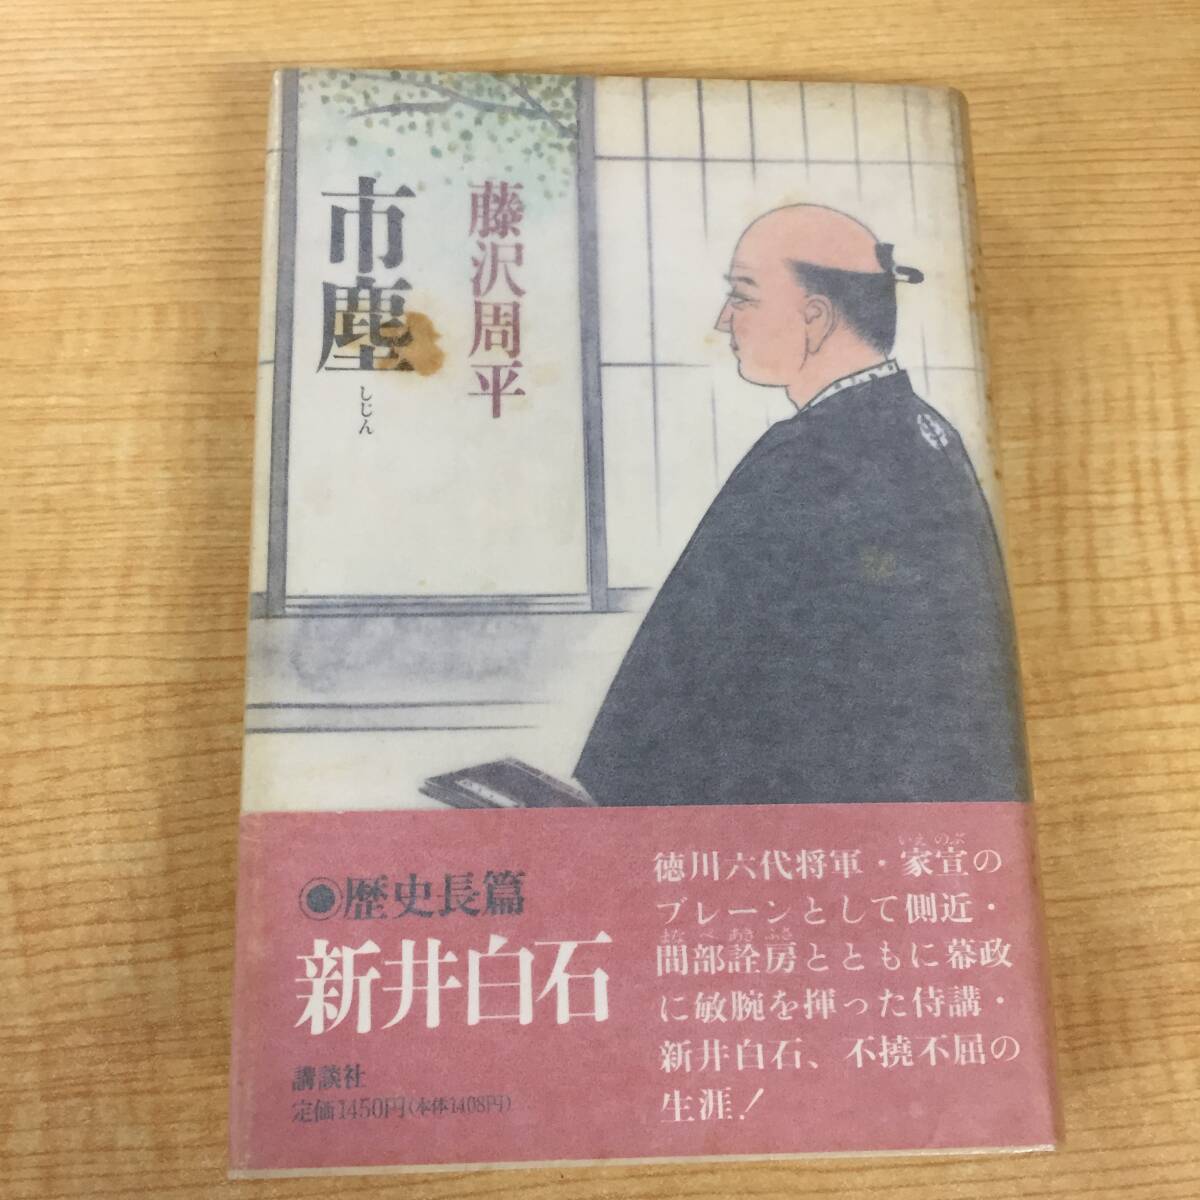 藤沢周平
市塵
しじん
●歴史長篇
新井白石
講談社
定価1450円(本体1408円)
いえのぶ
徳川六代将軍・家宣の
ブレーンとして側近・
まなべあきふさ
間部詮房とともに幕政
に敏腕を揮った侍講・
新井白石、不撓不屈の
生涯!